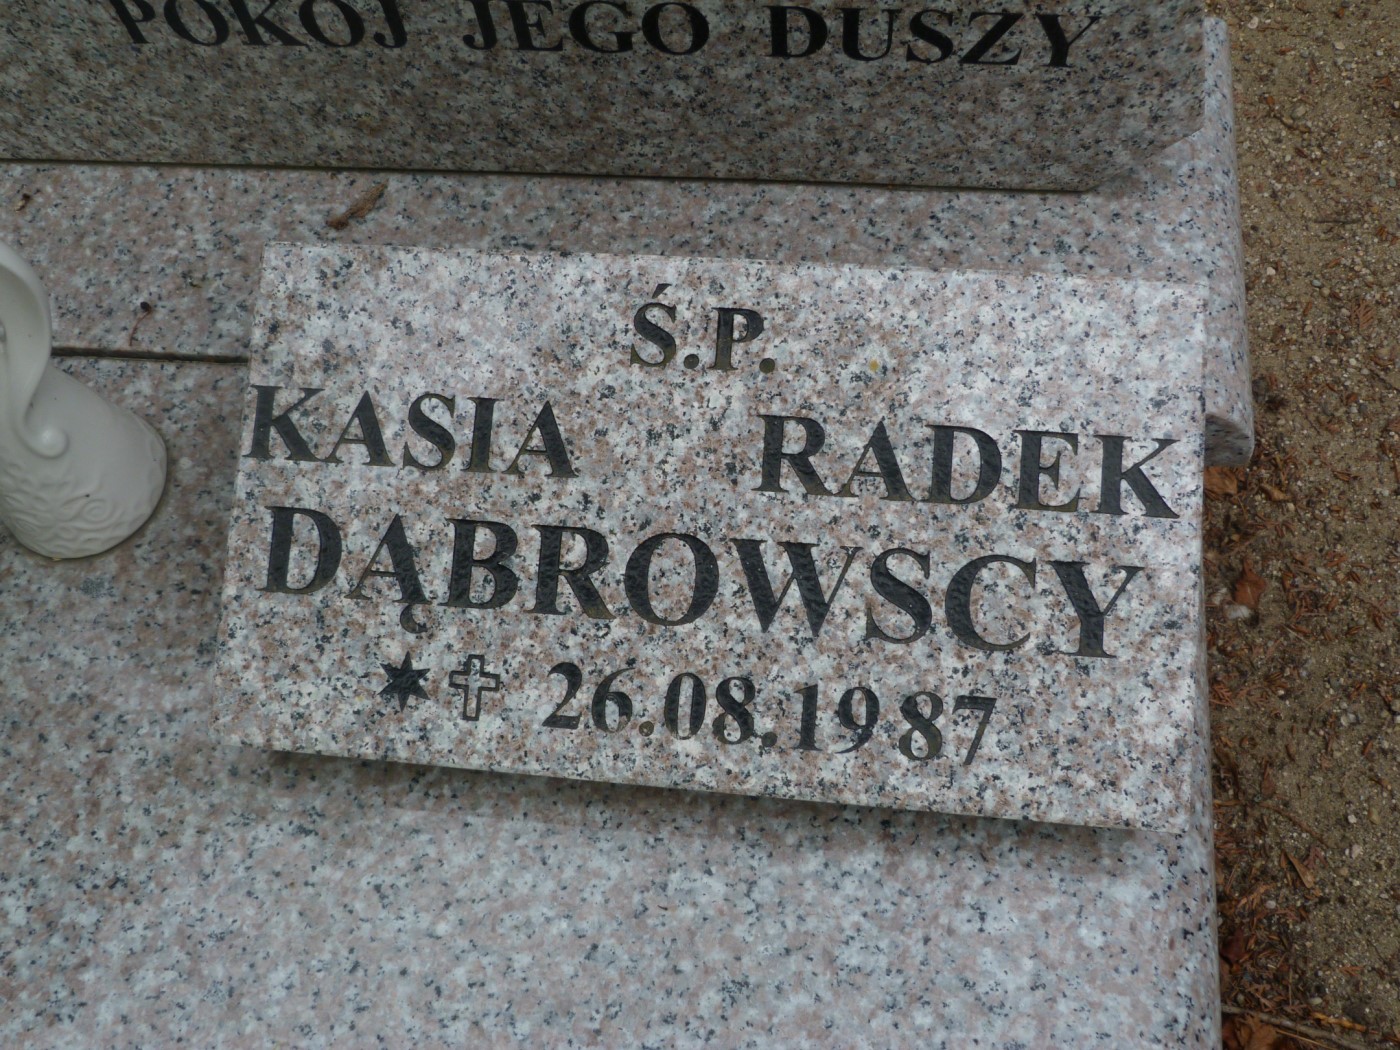 POKÓJ JEGO DUSZY
Ś.P.
KASIA RADEK
DĄBROWSCY
26.08.1987